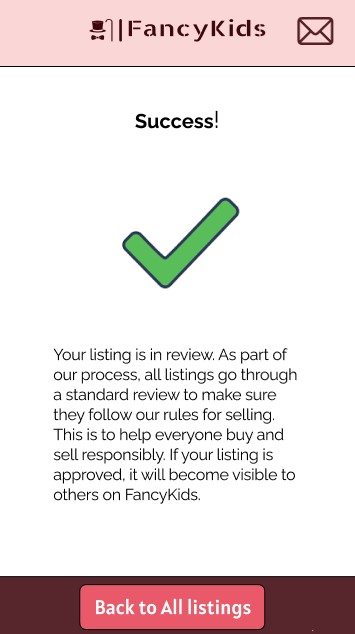 FancyKids
Success!
Your listing is in review. As part of
our process, all listings go through
a standard review to make sure
they follow our rules for selling.
This is to help everyone buy and
sell responsibly. If your listing is
approved, it will become visible to
others on FancyKids.
Back to All listings